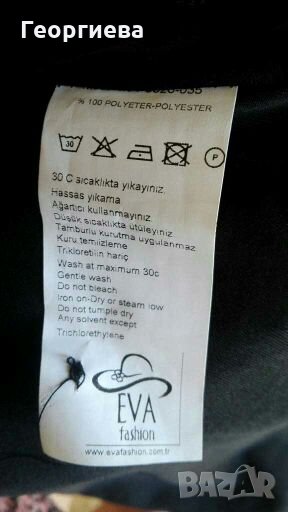 Георгиева
% 100 POLYETER-POLYESTER
30
P
30 C sıcaklıkta yıkayınız.
Hassas yıkama
Ağartıcı kullanmayınız
Düşük sıcaklıkta ütüleyiniz
Tamburlu kurutma uygulanmaz
Kuru temizleme
Trikloretilin hariç
Wash at maximum 30c
Gentle wash
Do not bleach
Iron on-Dry or steam low
Do not tumple dry
Any solvent except
Trichlorethylene
EVA
fashion
www.evafashion.com.tr
BAZAR